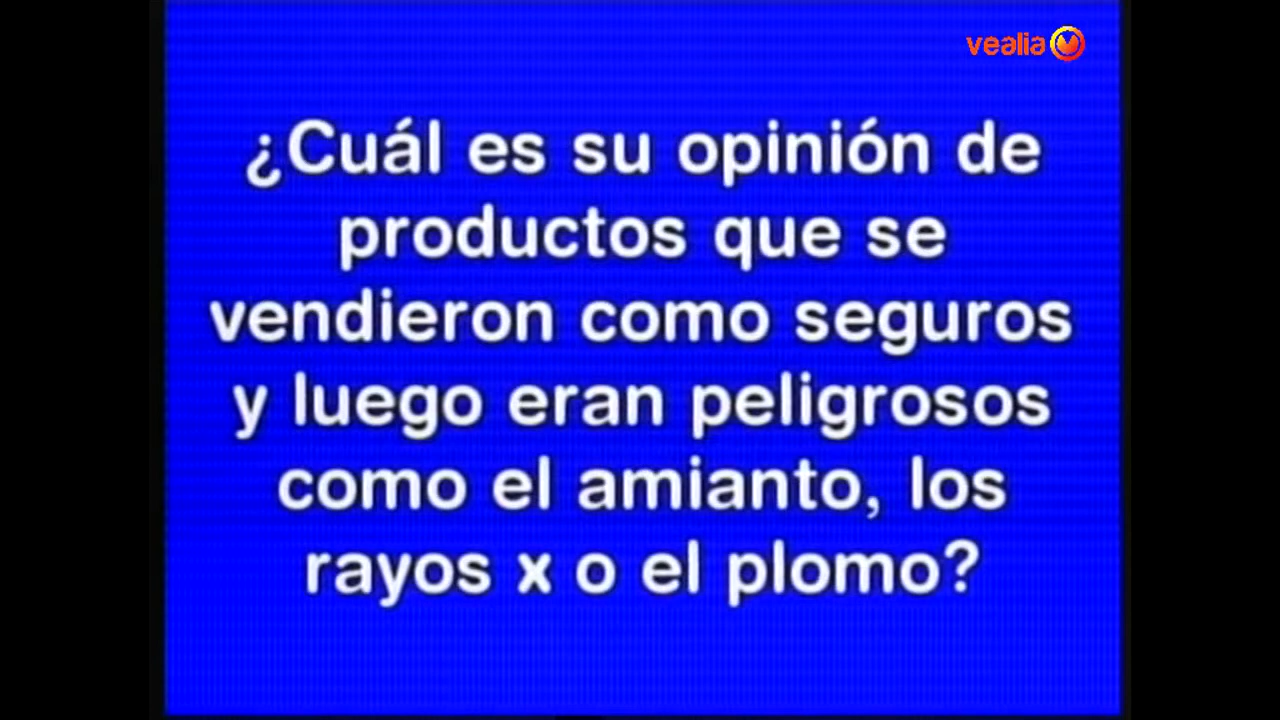 vealia
¿Cuál es su opinión de
productos que se
vendieron como seguros
y luego eran peligrosos
como el amianto, los
rayos x o el plomo?